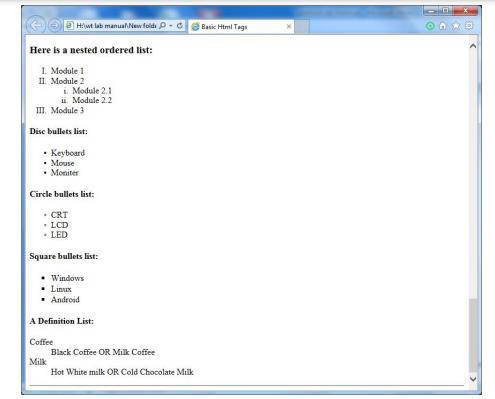 H:\wt lab manual\New folde
Basic Html Tags
Here is a nested ordered list:
I. Module 1
II. Module 2
i. Module 2.1
ii. Module 2.2
III. Module 3
Disc bullets list:
• Keyboard
• Mouse
• Moniter
Circle bullets list:
◦ CRT
◦ LCD
◦ LED
Square bullets list:
▪ Windows
▪ Linux
▪ Android
A Definition List:
Coffee
Black Coffee OR Milk Coffee
Milk
Hot White milk OR Cold Chocolate Milk